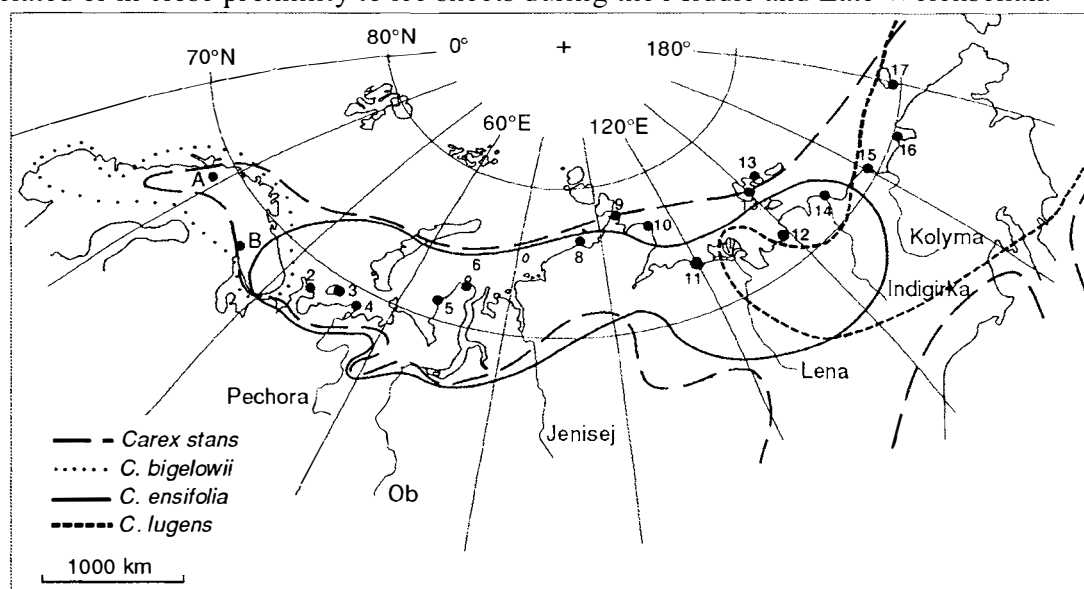 80°N
0°
+
180°
70°N
17
60°E
120°E
16
13
15
A
9
14
10
12
B
6
8
Kolyma
2
3
11
5
4
Indigirka
Lena
Pechora
Jenisej
Carex stans
C. bigelowii
Ob
C. ensifolia
C. lugens
1000 km